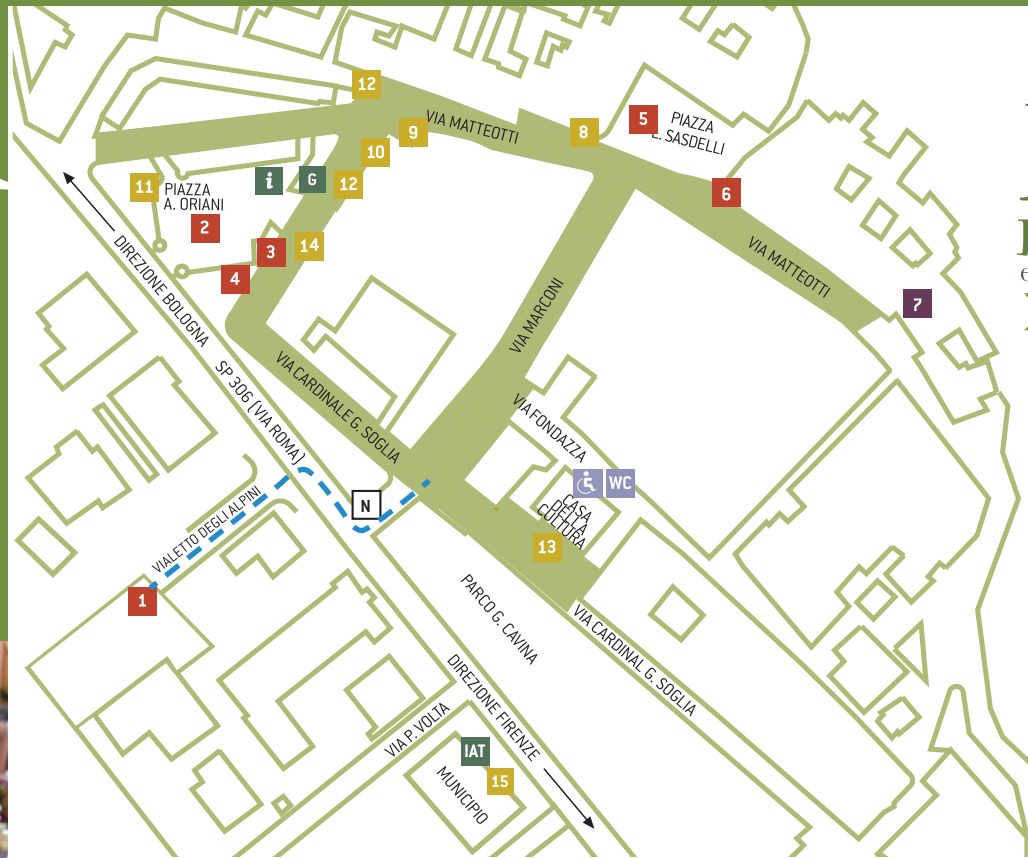 12
VIA MATTEOTTI
9
8
5
PIAZZA
E. SASDELLI
10
i
G
12
11
PIAZZA
A. ORIANI
6
2
3
14
4
VIA MATTEOTTI
7
DIREZIONE BOLOGNA
VIA MARCONI
SP 306 (VIA ROMA)
VIA CARDINALE G. SOGLIA
VIA FONDAZZA
WC
N
CASA
DELLA
CULTURA
VIALETTO DEGLI ALPINI
13
1
PARCO G. CAVINA
VIA CARDINAL G. SOGLIA
DIREZIONE FIRENZE
VIA P. VOLTA
IAT
15
MUNICIPIO